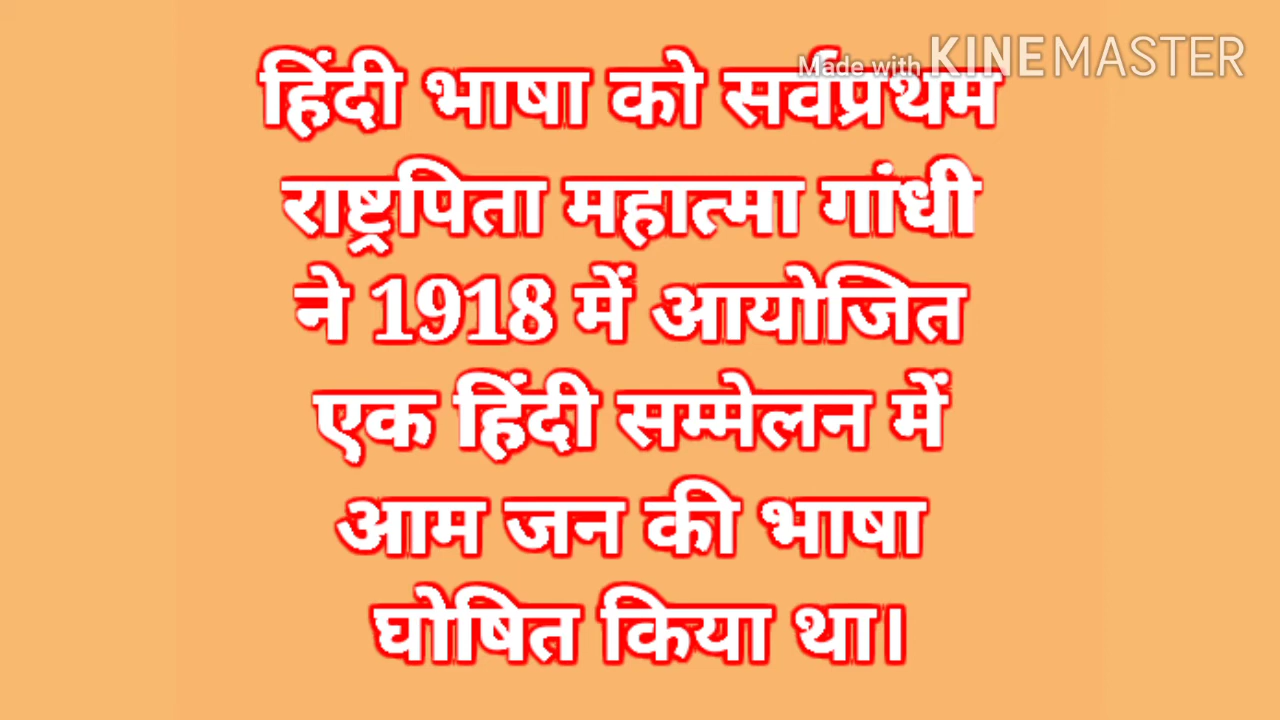 Made with KINEMASTER
हिंदी भाषा को सर्वप्रथम
राष्ट्रपिता महात्मा गांधी
ने 1918 में आयोजित
एक हिंदी सम्मेलन में
आम जन की भाषा
घोषित किया था।